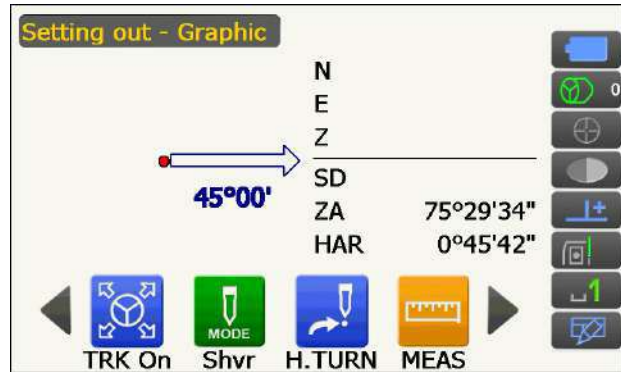 Setting out - Graphic
N
E
Z
45°00'
SD
ZA 75°29'34"
HAR 0°45'42"
0
1
MODE
TRK On Shvr H.TURN MEAS